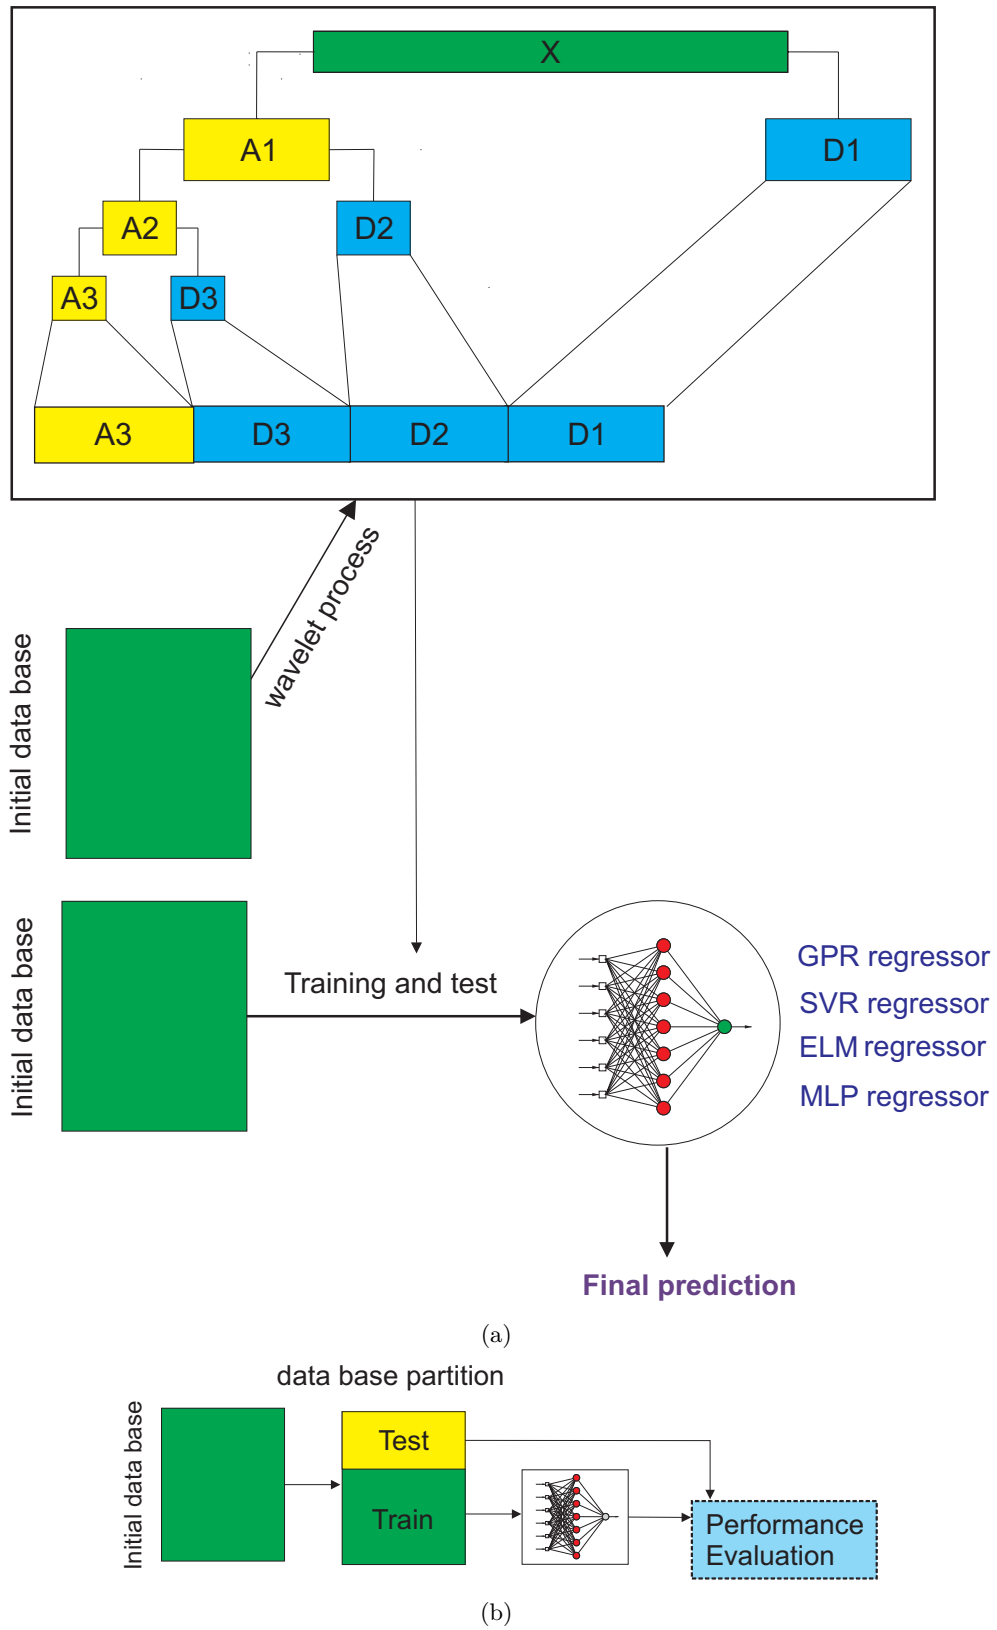 X
A1
D1
A2
D2
A3
D3
A3
D3
D2
D1
wavelet process
Initial data base
Initial data base
Training and test
GPR regressor
SVR regressor
ELM regressor
MLP regressor
Final prediction
(a)
data base partition
Initial data base
Test
Train
Performance
Evaluation
(b)